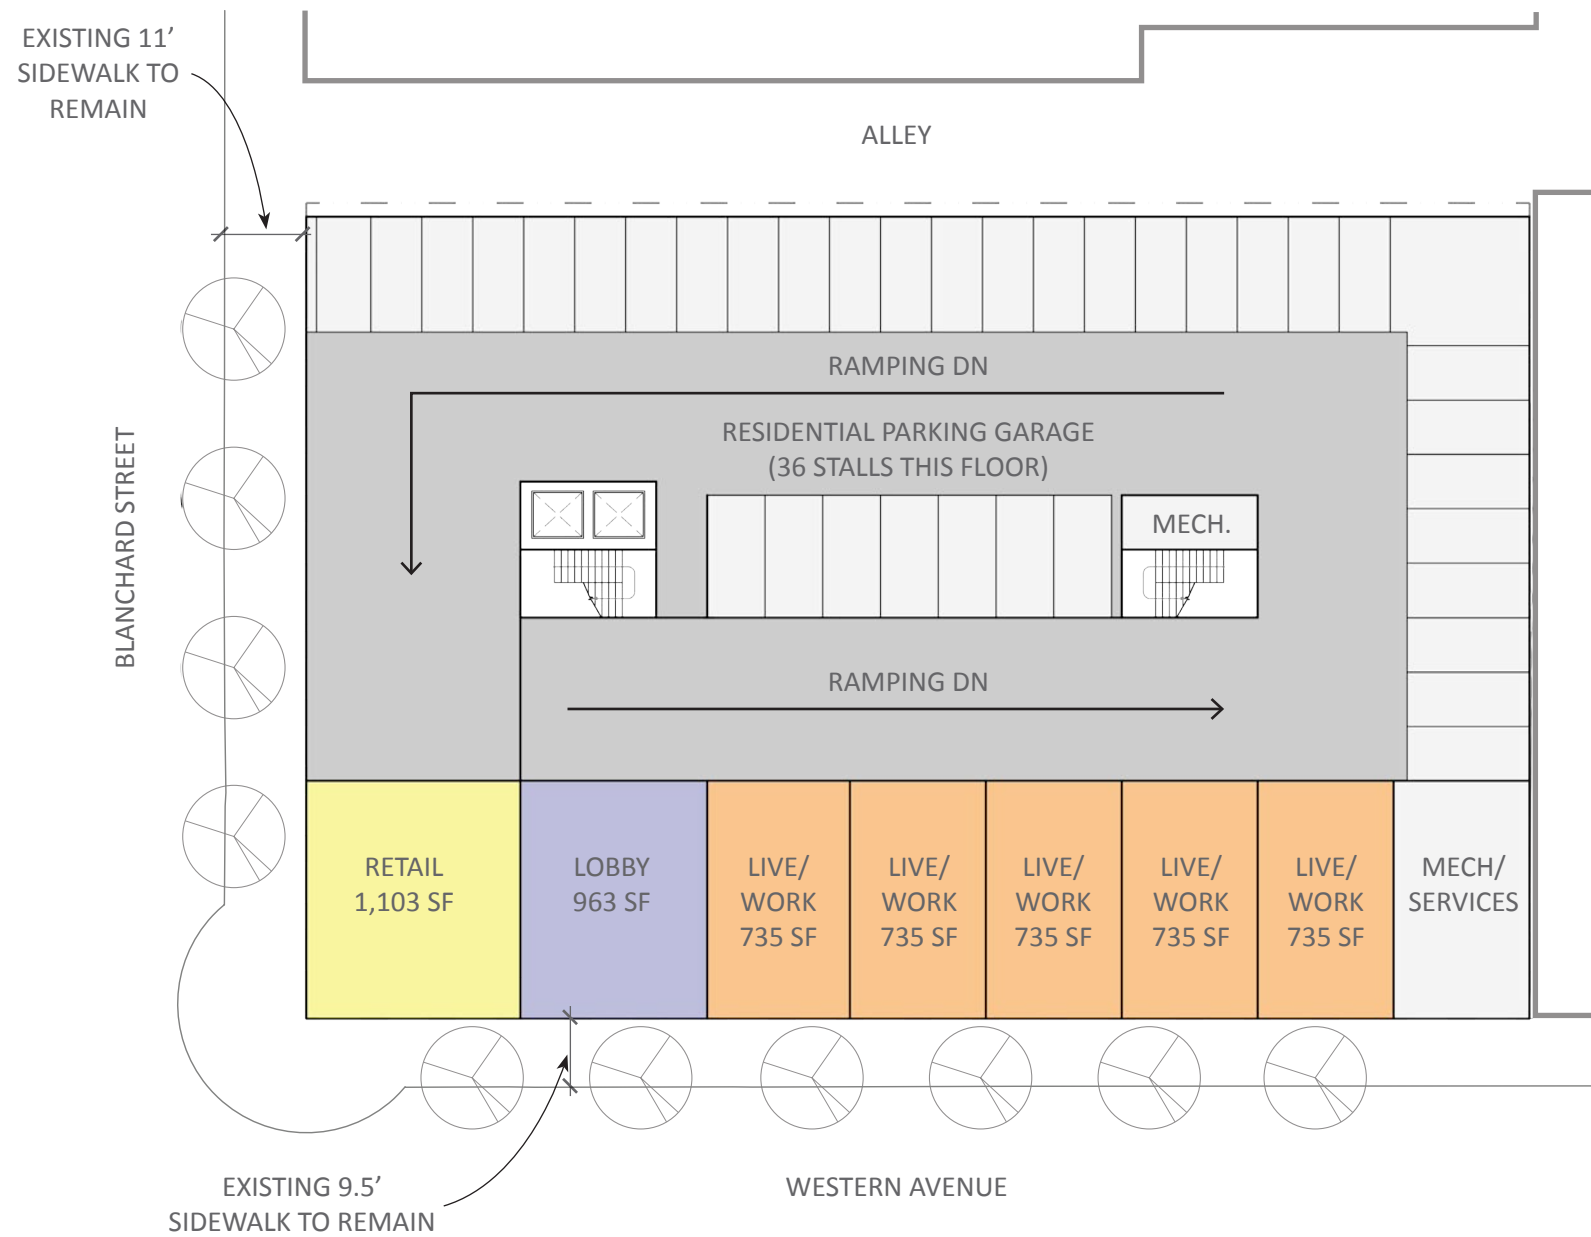 EXISTING 11’
SIDEWALK TO
REMAIN
ALLEY
RAMPING DN
RESIDENTIAL PARKING GARAGE
(36 STALLS THIS FLOOR)
MECH.
BLANCHARD STREET
RAMPING DN
RETAIL
1,103 SF
LOBBY
963 SF
LIVE/
WORK
735 SF
LIVE/
WORK
735 SF
LIVE/
WORK
735 SF
LIVE/
WORK
735 SF
LIVE/
WORK
735 SF
MECH/
SERVICES
EXISTING 9.5’
SIDEWALK TO REMAIN
WESTERN AVENUE